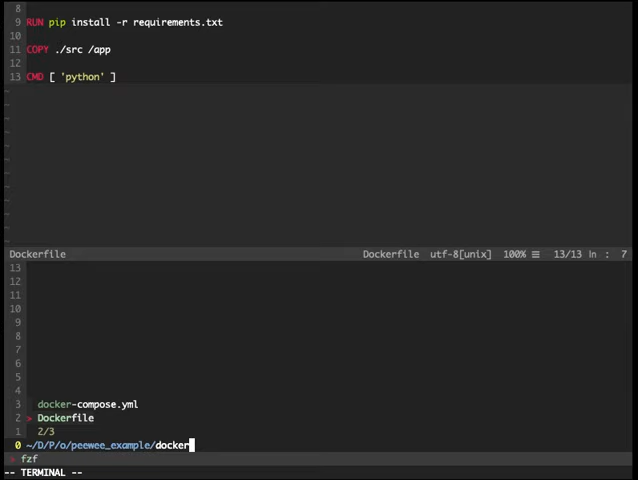 8
9 RUN pip install -r requirements.txt
10
11 COPY ./src /app
12
13 CMD [ 'python' ]
~
~
~
~
~
~
~
~
~
~
~
~
Dockerfile Dockerfile utf-8[unix] 100% ☰ 13/13 ln : 7
13
12
11
10
9
8
7
6
5
4
3 docker-compose.yml
2 > Dockerfile
1 2/3
0 ~/D/P/o/peewee_example/docker
> fzf
-- TERMINAL --